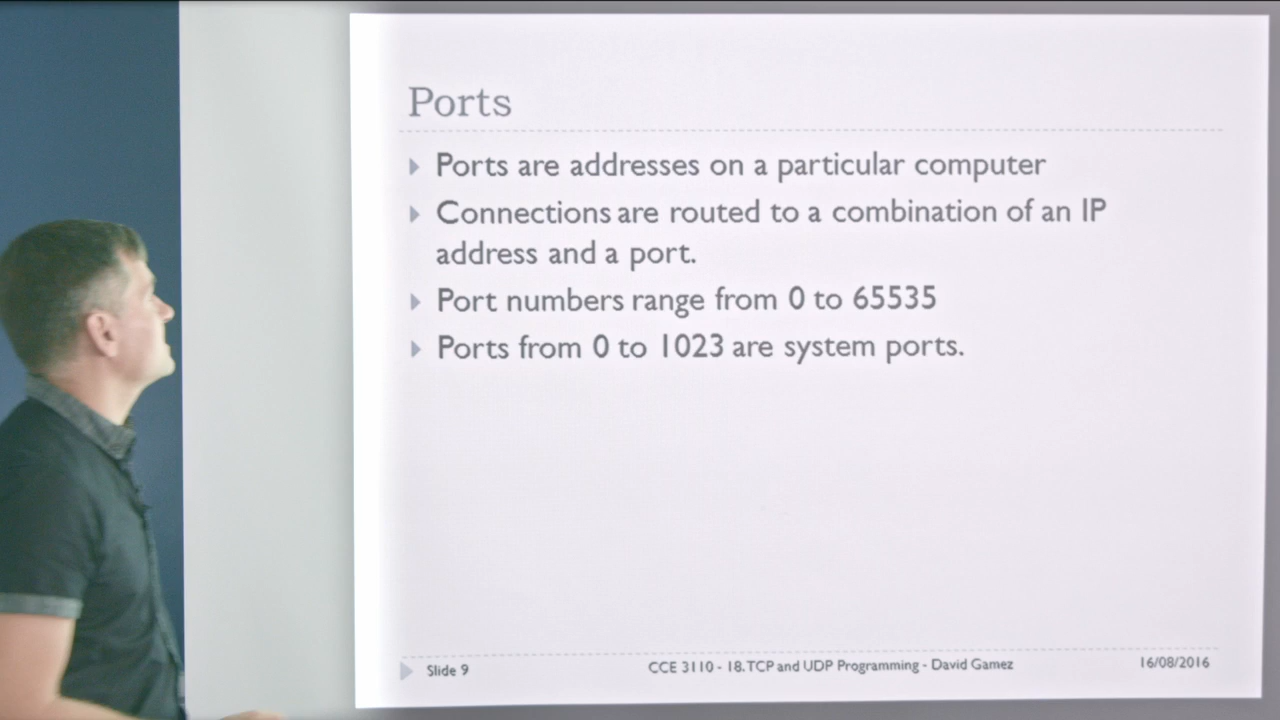 Ports
Ports are addresses on a particular computer
Connections are routed to a combination of an IP
address and a port.
Port numbers range from 0 to 65535
Ports from 0 to 1023 are system ports.
Slide 9
CCE 3110 - 18. TCP and UDP Programming - David Gamez
16/08/2016